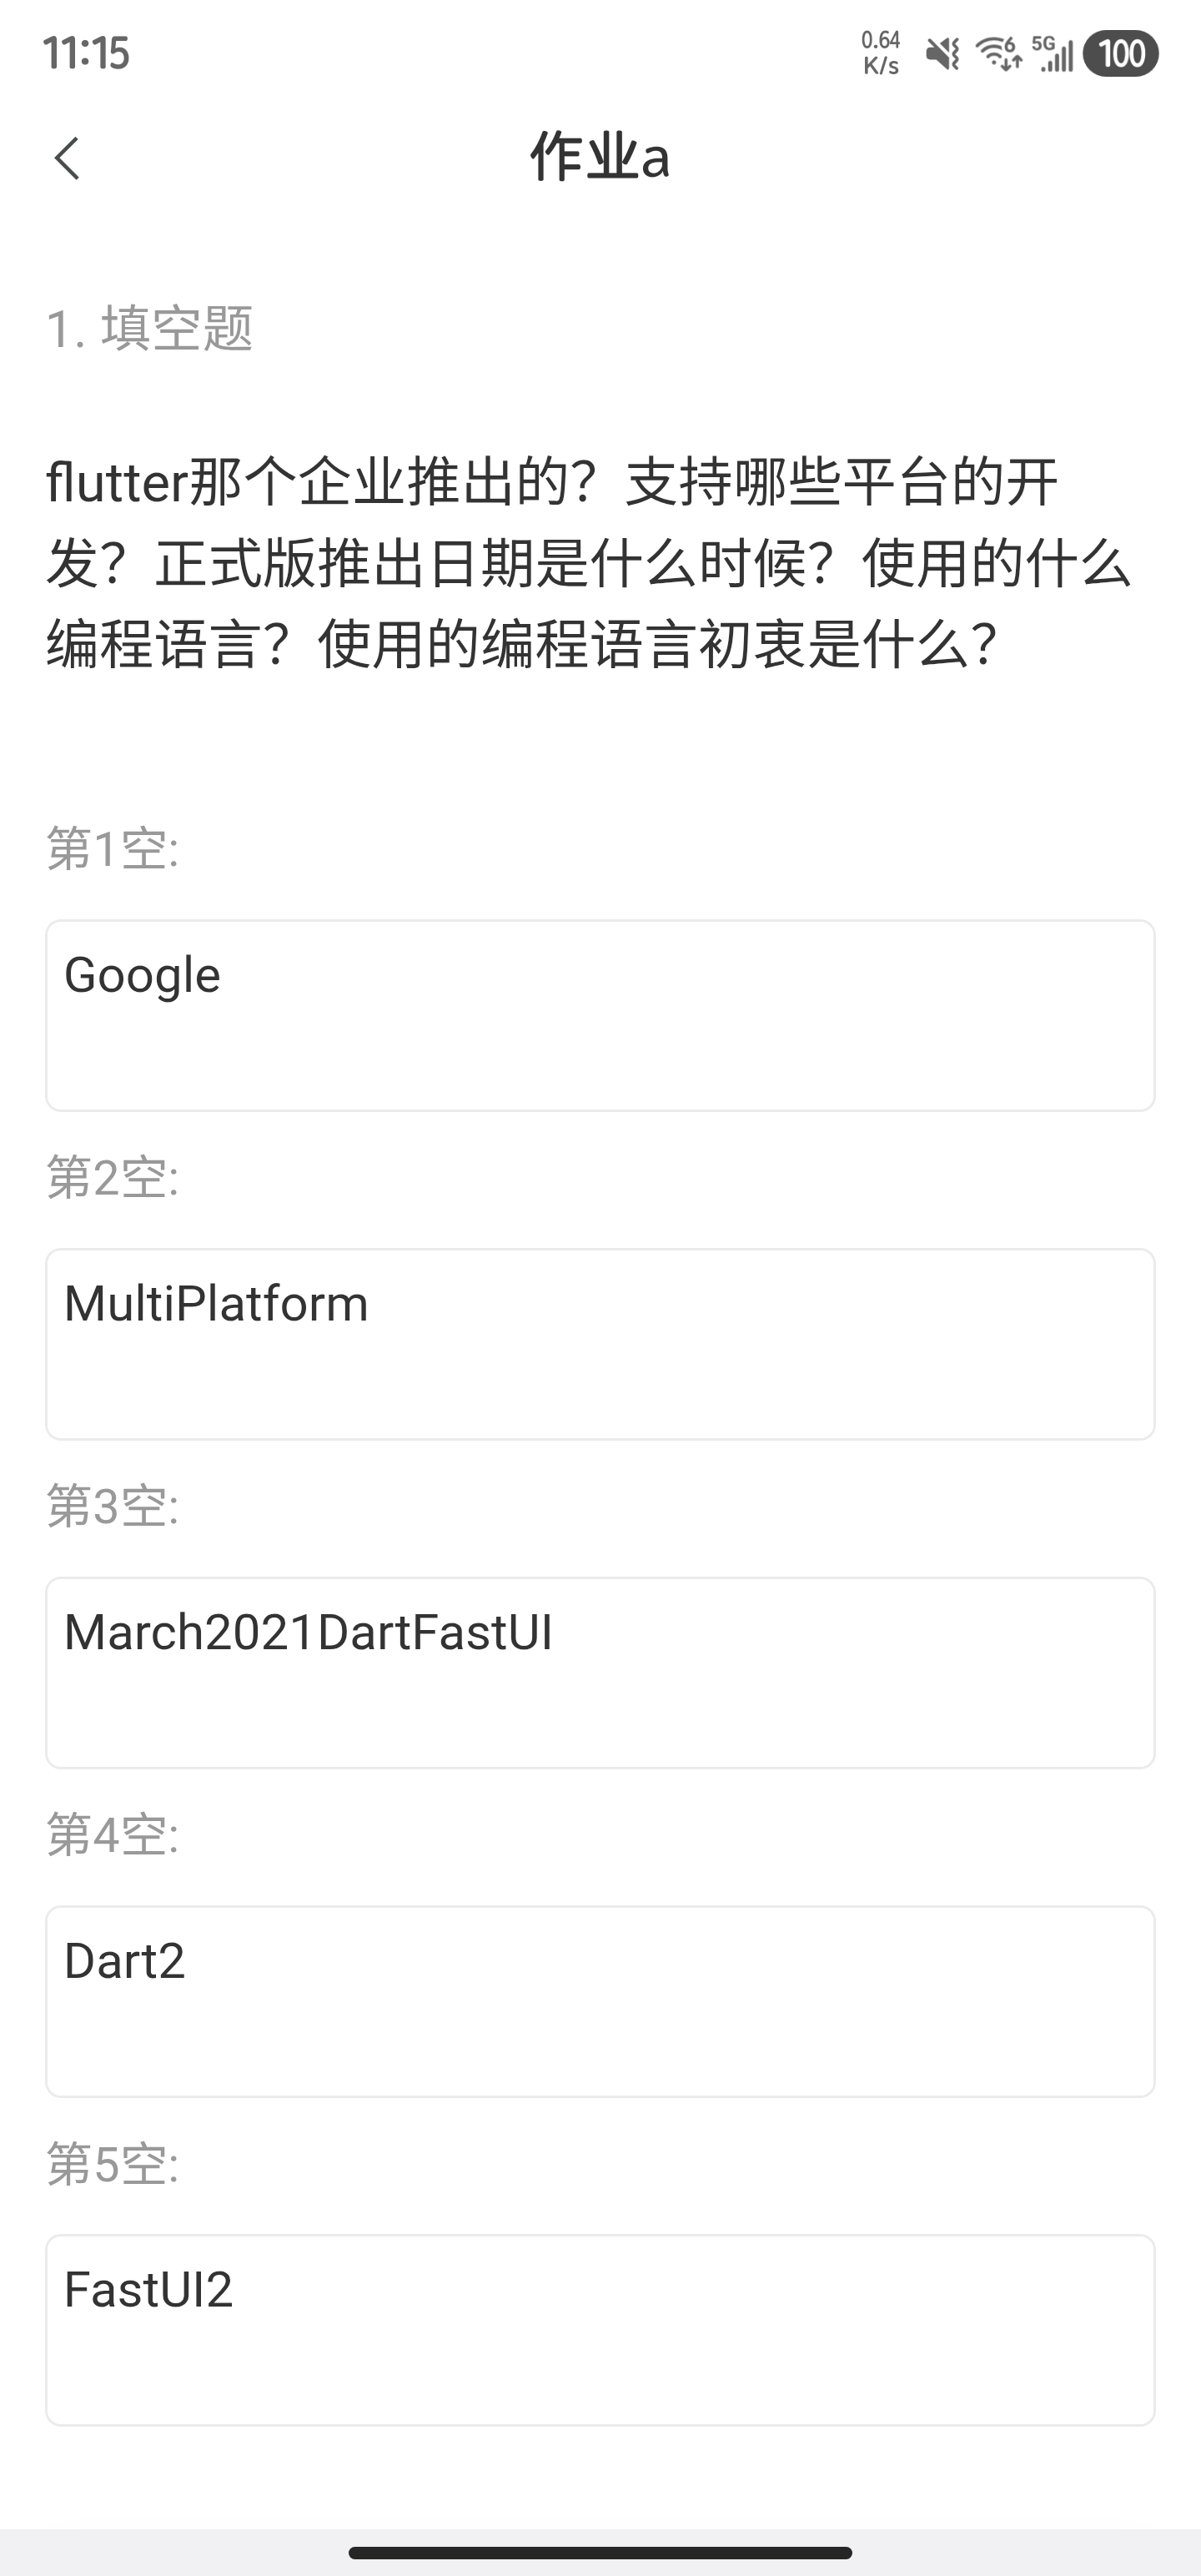 11:15
0.64
K/s
6
5G
100
作业a
1. 填空题
flutter那个企业推出的？支持哪些平台的开
发？正式版推出日期是什么时候？使用的什么
编程语言？使用的编程语言初衷是什么？
第1空:
Google
第2空:
MultiPlatform
第3空:
March2021DartFastUI
第4空:
Dart2
第5空:
FastUI2